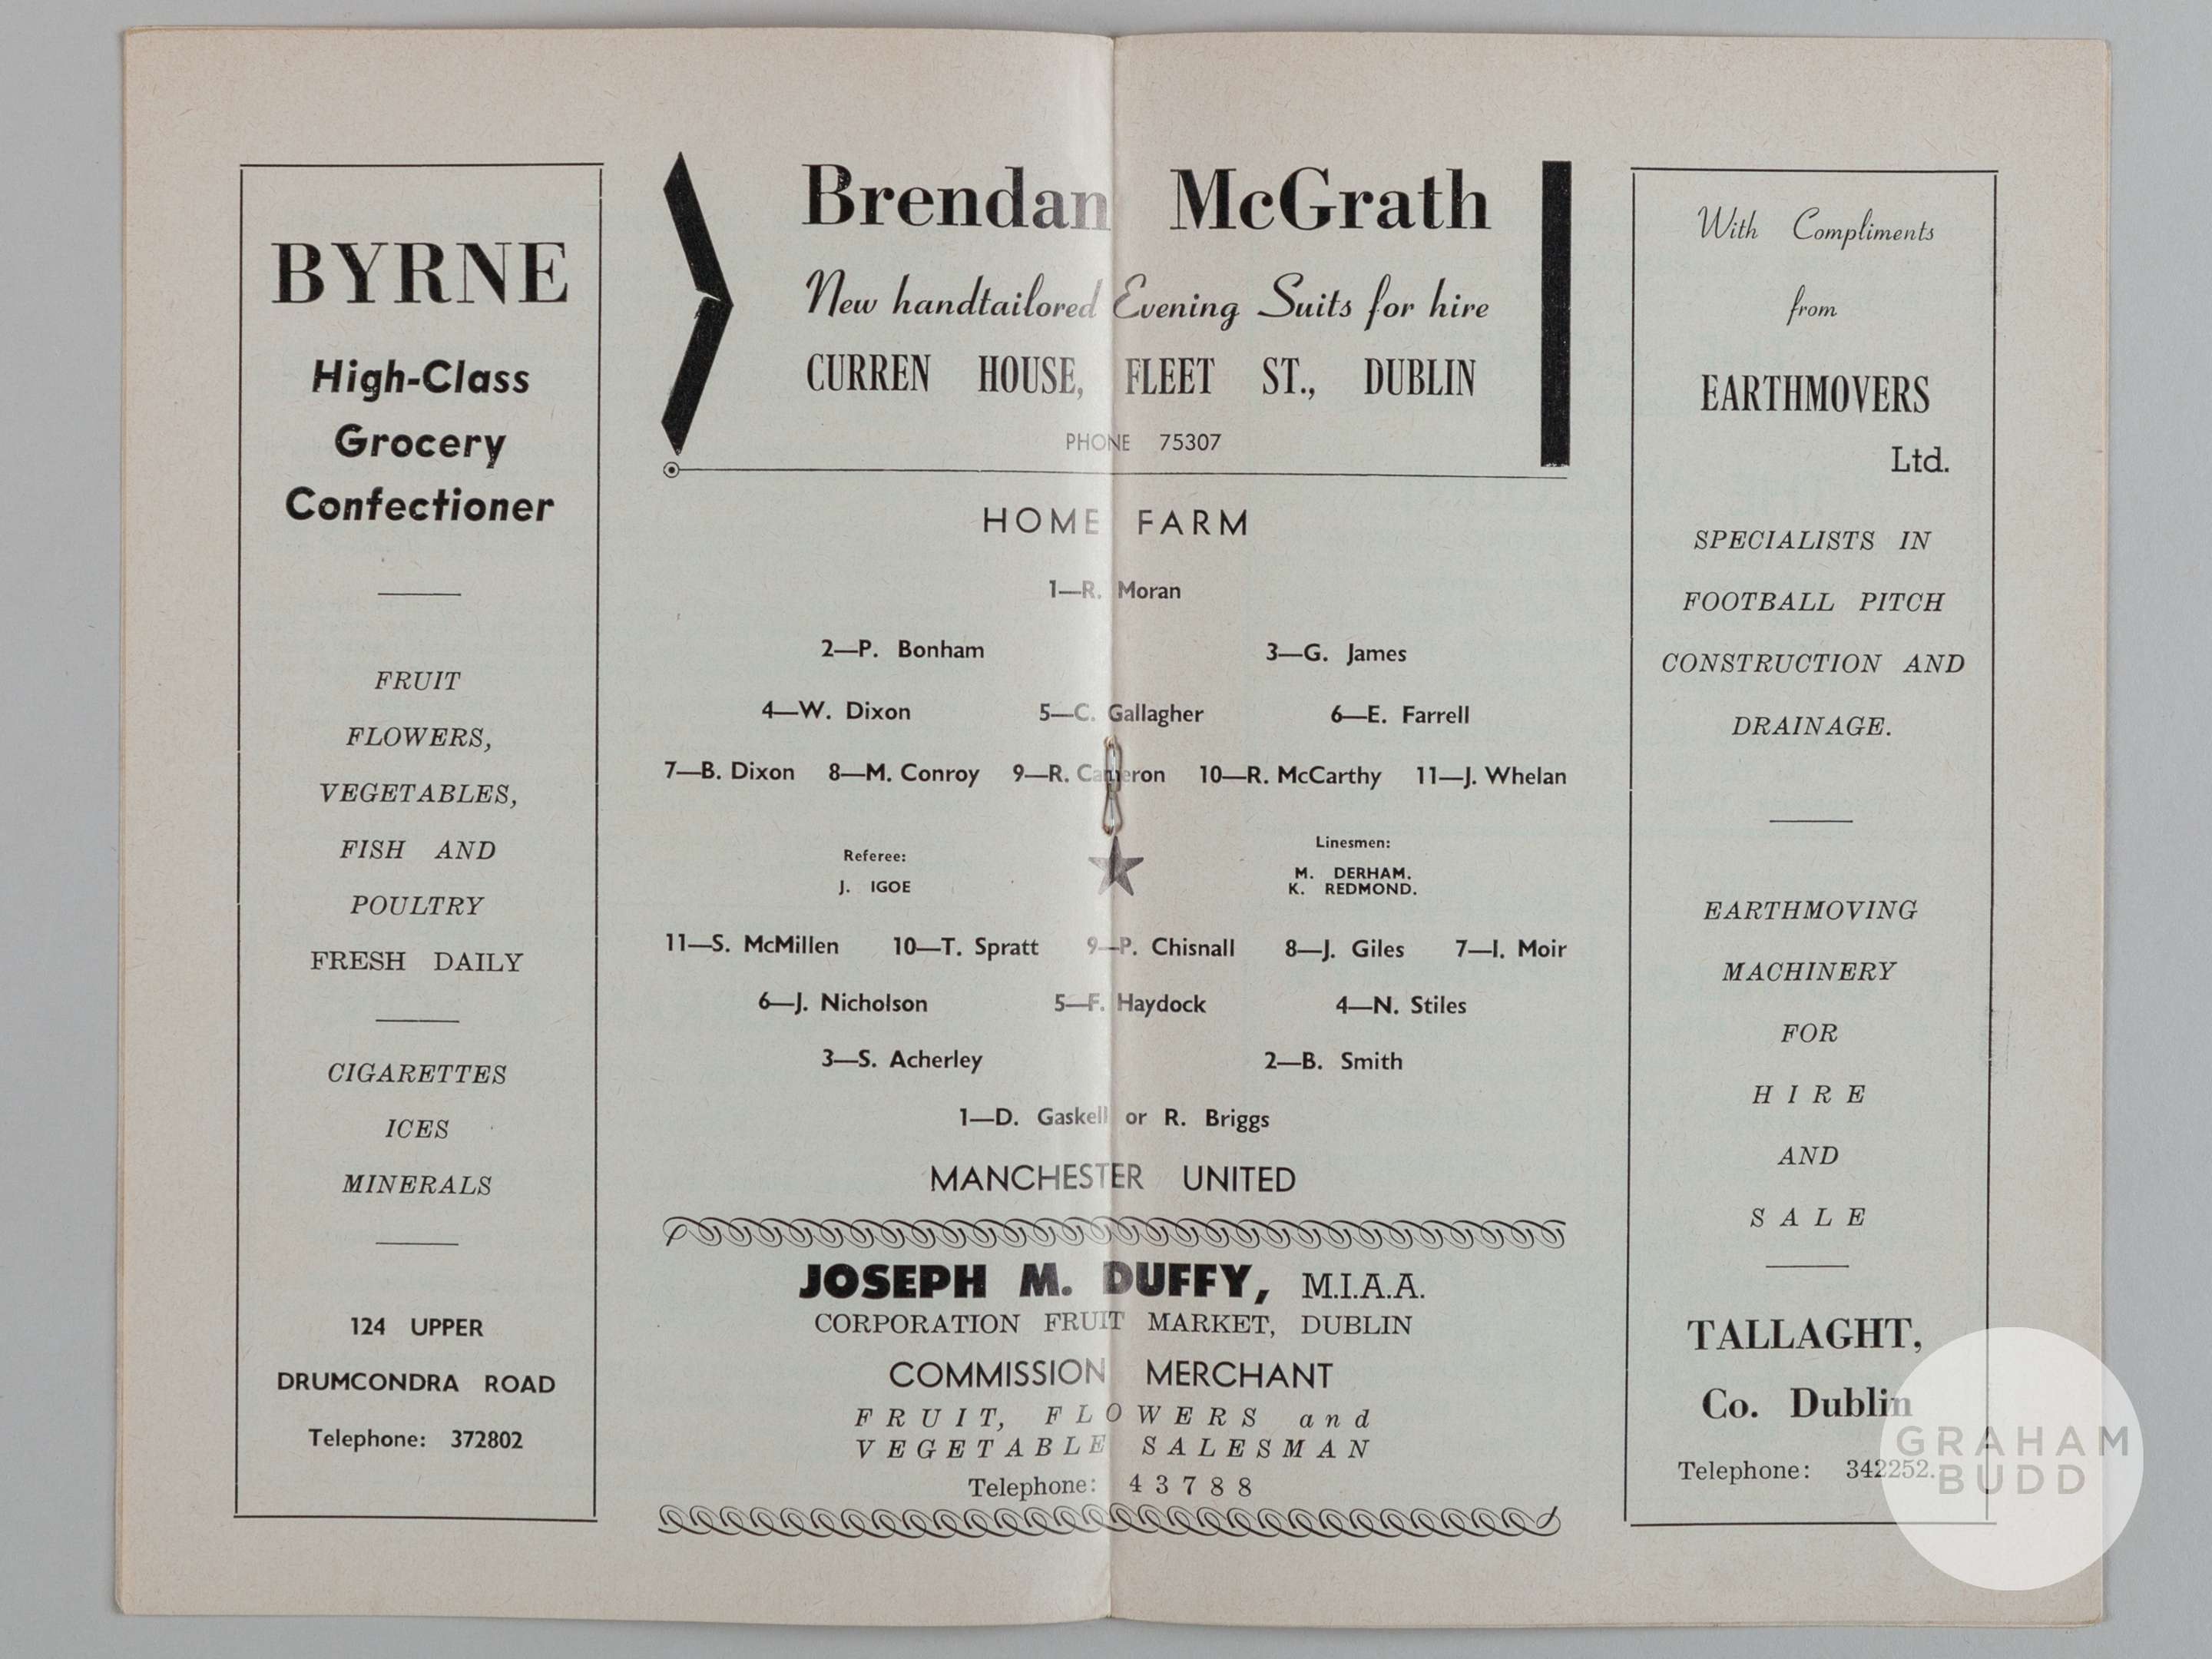 BYRNE
High-Class
Grocery
Confectioner
FRUIT
FLOWERS,
VEGETABLES,
FISH AND
POULTRY
FRESH DAILY
CIGARETTES
ICES
MINERALS
124 UPPER
DRUMCONDRA ROAD
Telephone: 372802
Brendan McGrath
New handtailored Evening Suits for hire
CURREN HOUSE, FLEET ST., DUBLIN
PHONE 75307
HOME FARM
1—R. Moran
2—P. Bonham 3—G. James
4—W. Dixon 5—C. Gallagher 6—E. Farrell
7—B. Dixon 8—M. Conroy 9—R. Cameron 10—R. McCarthy 11—J. Whelan
Referee:
J. IGOE
Linesmen:
M. DERHAM.
K. REDMOND.
11—S. McMillen 10—T. Spratt 9—P. Chisnall 8—J. Giles 7—I. Moir
6—J. Nicholson 5—F. Haydock 4—N. Stiles
3—S. Acherley 2—B. Smith
1—D. Gaskell or R. Briggs
MANCHESTER UNITED
JOSEPH M. DUFFY, M.I.A.A.
CORPORATION FRUIT MARKET, DUBLIN
COMMISSION MERCHANT
FRUIT, FLOWERS and
VEGETABLE SALESMAN
Telephone: 43788
With Compliments
from
EARTHMOVERS
Ltd.
SPECIALISTS IN
FOOTBALL PITCH
CONSTRUCTION AND
DRAINAGE.
EARTHMOVING
MACHINERY
FOR
HIRE
AND
SALE
TALLAGHT,
Co. Dublin
Telephone: 342252.
GRAHAM
BUDD